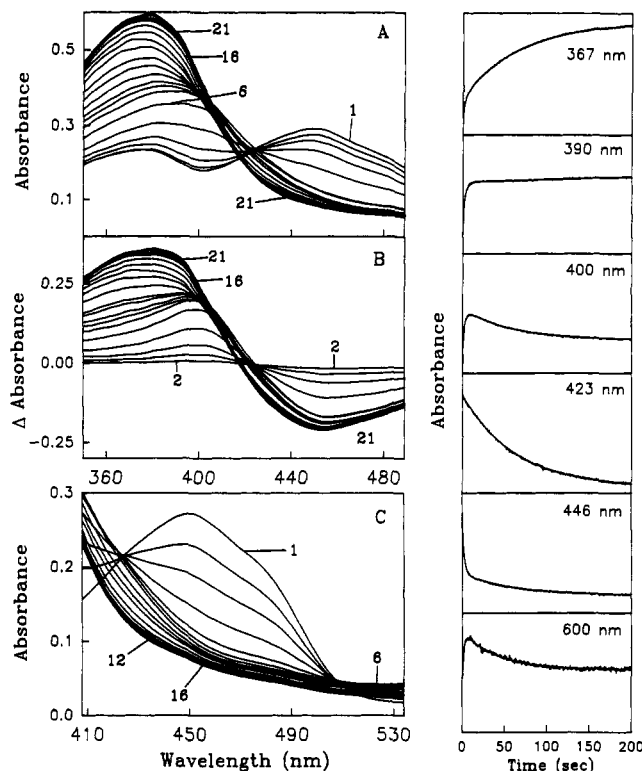 A
0.5
0.3
0.1
Absorbance
21
16
6
1
21
B
0.25
0.00
-0.25
Δ Absorbance
21
16
2
2
21
360 400 440 480
C
0.3
0.2
0.1
0.0
Absorbance
1
12
16
6
410 450 490 530
Wavelength (nm)
Absorbance
367 nm
390 nm
400 nm
423 nm
446 nm
600 nm
0 50 100 150 200
Time (sec)